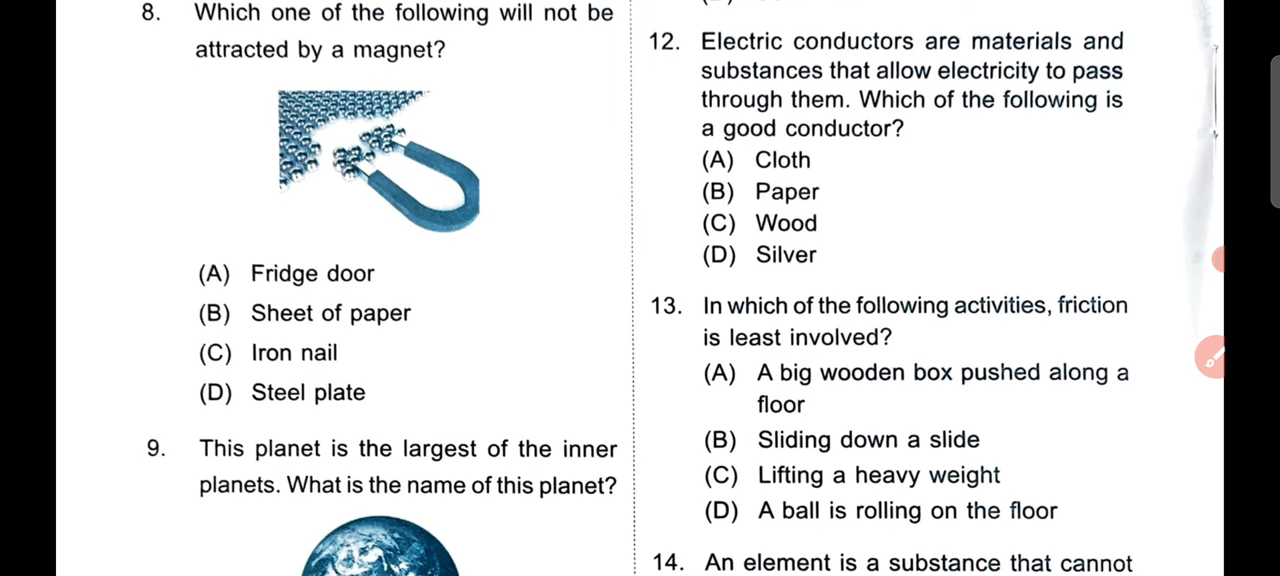 8. Which one of the following will not be
attracted by a magnet?
(A) Fridge door
(B) Sheet of paper
(C) Iron nail
(D) Steel plate
9. This planet is the largest of the inner
planets. What is the name of this planet?
12. Electric conductors are materials and
substances that allow electricity to pass
through them. Which of the following is
a good conductor?
(A) Cloth
(B) Paper
(C) Wood
(D) Silver
13. In which of the following activities, friction
is least involved?
(A) A big wooden box pushed along a
floor
(B) Sliding down a slide
(C) Lifting a heavy weight
(D) A ball is rolling on the floor
14. An element is a substance that cannot